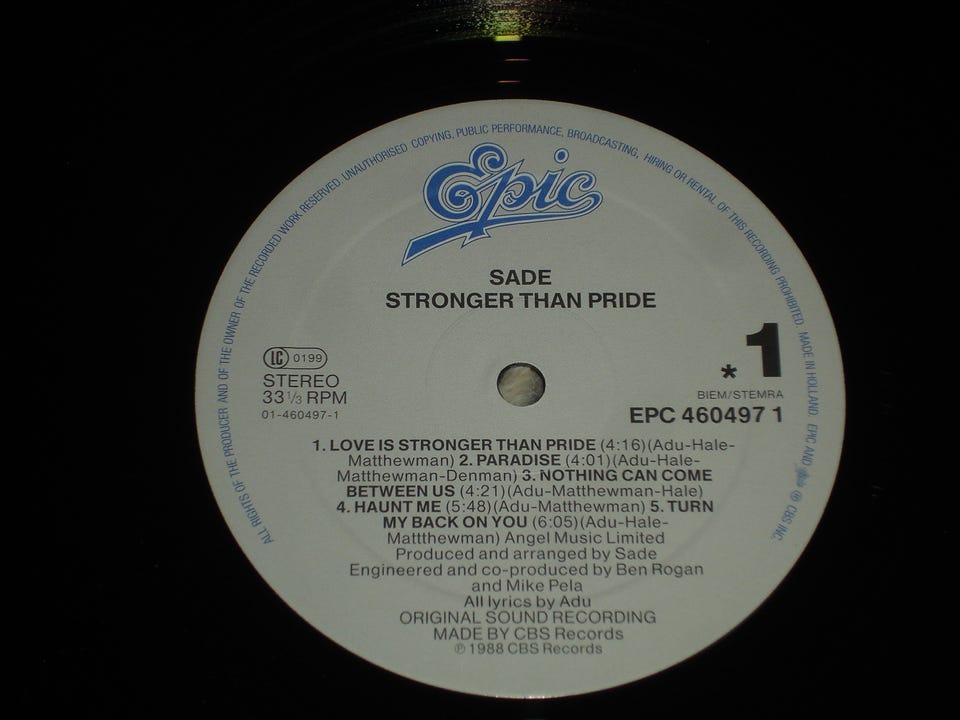 ALL RIGHTS OF THE PRODUCER AND OF THE OWNER OF THE RECORDED WORK RESERVED. UNAUTHORISED COPYING, PUBLIC PERFORMANCE, BROADCASTING, HIRING OR RENTAL OF THIS RECORDING PROHIBITED. MADE IN HOLLAND. EPIC AND ℗ CBS INC.
Epic
SADE
STRONGER THAN PRIDE
LC 0199
STEREO
33 1/3 RPM
01-460497-1
* 1
BIEM/STEMRA
EPC 460497 1
1. LOVE IS STRONGER THAN PRIDE (4:16)(Adu-Hale-
Matthewman) 2. PARADISE (4:01)(Adu-Hale-
Matthewman-Denman) 3. NOTHING CAN COME
BETWEEN US (4:21)(Adu-Matthewman-Hale)
4. HAUNT ME (5:48)(Adu-Matthewman) 5. TURN
MY BACK ON YOU (6:05)(Adu-Hale-
Mattthewman) Angel Music Limited
Produced and arranged by Sade
Engineered and co-produced by Ben Rogan
and Mike Pela
All lyrics by Adu
ORIGINAL SOUND RECORDING
MADE BY CBS Records
℗ 1988 CBS Records